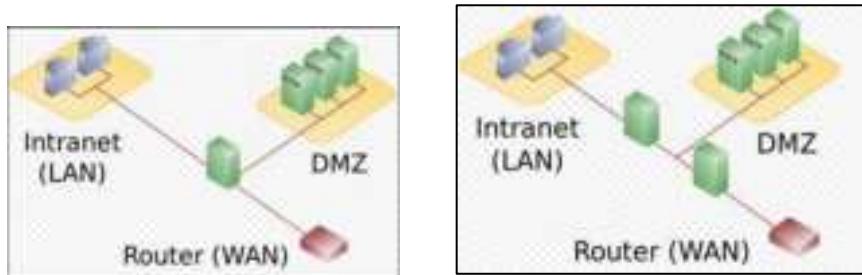 Intranet
(LAN)
DMZ
Router (WAN)
Intranet
(LAN)
DMZ
Router (WAN)